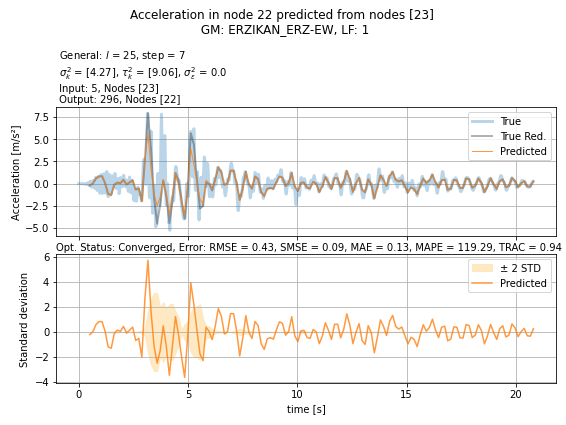 Acceleration in node 22 predicted from nodes [23]
GM: ERZIKAN_ERZ-EW, LF: 1
General: l = 25, step = 7
σ²ₖ = [4.27], τ²ₖ = [9.06], σ²ε = 0.0
Input: 5, Nodes [23]
Output: 296, Nodes [22]
Acceleration [m/s²]
7.5
5.0
2.5
0.0
−2.5
−5.0
True
True Red.
Predicted
Opt. Status: Converged, Error: RMSE = 0.43, SMSE = 0.09, MAE = 0.13, MAPE = 119.29, TRAC = 0.94
Standard deviation
6
4
2
0
−2
−4
± 2 STD
Predicted
0 5 10 15 20
time [s]